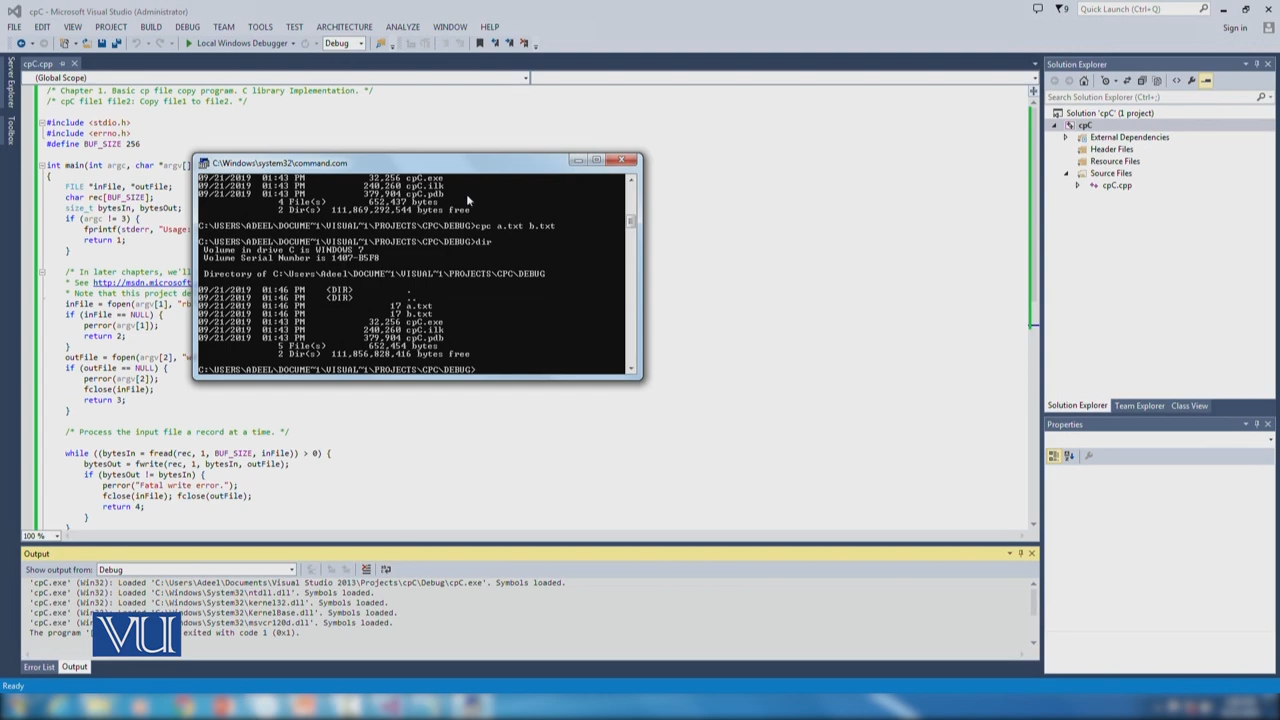 cpC - Microsoft Visual Studio (Administrator)
9
Quick Launch (Ctrl+Q)
FILE EDIT VIEW PROJECT BUILD DEBUG TEAM TOOLS TEST ARCHITECTURE ANALYZE WINDOW HELP
Sign in
Local Windows Debugger Debug
Server Explorer
Toolbox
cpC.cpp
(Global Scope)
/* Chapter 1. Basic cp file copy program. C library Implementation. */
/* cpC file1 file2: Copy file1 to file2. */
#include <stdio.h>
#include <errno.h>
#define BUF_SIZE 256
int main(int argc, char *argv[]
{
FILE *inFile, *outFile;
char rec[BUF_SIZE];
size_t bytesIn, bytesOut;
if (argc != 3) {
fprintf(stderr, "Usage:
return 1;
}
/* In later chapters, we'll
* See http://msdn.microsoft
* Note that this project de
inFile = fopen(argv[1], "rb
if (inFile == NULL) {
perror(argv[1]);
return 2;
}
outFile = fopen(argv[2], "w
if (outFile == NULL) {
perror(argv[2]);
fclose(inFile);
return 3;
}
/* Process the input file a record at a time. */
while ((bytesIn = fread(rec, 1, BUF_SIZE, inFile)) > 0) {
bytesOut = fwrite(rec, 1, bytesIn, outFile);
if (bytesOut != bytesIn) {
perror("Fatal write error.");
fclose(inFile); fclose(outFile);
return 4;
}
}
100 %
C:\Windows\system32\command.com
09/21/2019 01:43 PM 32,256 cpC.exe
09/21/2019 01:43 PM 240,260 cpC.ilk
09/21/2019 01:43 PM 379,904 cpC.pdb
4 File(s) 652,437 bytes
2 Dir(s) 111,869,292,544 bytes free
C:\USERS\ADEEL\DOCUME~1\VISUAL~1\PROJECTS\CPC\DEBUG>cpc a.txt b.txt
C:\USERS\ADEEL\DOCUME~1\VISUAL~1\PROJECTS\CPC\DEBUG>dir
Volume in drive C is WINDOWS 7
Volume Serial Number is 1407-B5F8
Directory of C:\Users\Adeel\DOCUME~1\VISUAL~1\PROJECTS\CPC\DEBUG
09/21/2019 01:46 PM <DIR> .
09/21/2019 01:46 PM <DIR> ..
09/21/2019 01:46 PM 17 a.txt
09/21/2019 01:46 PM 17 b.txt
09/21/2019 01:43 PM 32,256 cpC.exe
09/21/2019 01:43 PM 240,260 cpC.ilk
09/21/2019 01:43 PM 379,904 cpC.pdb
5 File(s) 652,454 bytes
2 Dir(s) 111,856,828,416 bytes free
C:\USERS\ADEEL\DOCUME~1\VISUAL~1\PROJECTS\CPC\DEBUG>
Solution Explorer
Search Solution Explorer (Ctrl+;)
Solution 'cpC' (1 project)
cpC
External Dependencies
Header Files
Resource Files
Source Files
cpC.cpp
Solution Explorer Team Explorer Class View
Properties
Output
Show output from: Debug
'cpC.exe' (Win32): Loaded 'C:\Users\Adeel\Documents\Visual Studio 2013\Projects\cpC\Debug\cpC.exe'. Symbols loaded.
'cpC.exe' (Win32): Loaded 'C:\Windows\System32\ntdll.dll'. Symbols loaded.
'cpC.exe' (Win32): Loaded 'C:\Windows\System32\kernel32.dll'. Symbols loaded.
'cpC.exe' (Win32): Loaded 'C:\Windows\System32\KernelBase.dll'. Symbols loaded.
'cpC.exe' (Win32): Loaded 'C:\Windows\System32\msvcr120d.dll'. Symbols loaded.
The program '[ exited with code 1 (0x1).
VU
Error List Output
Ready